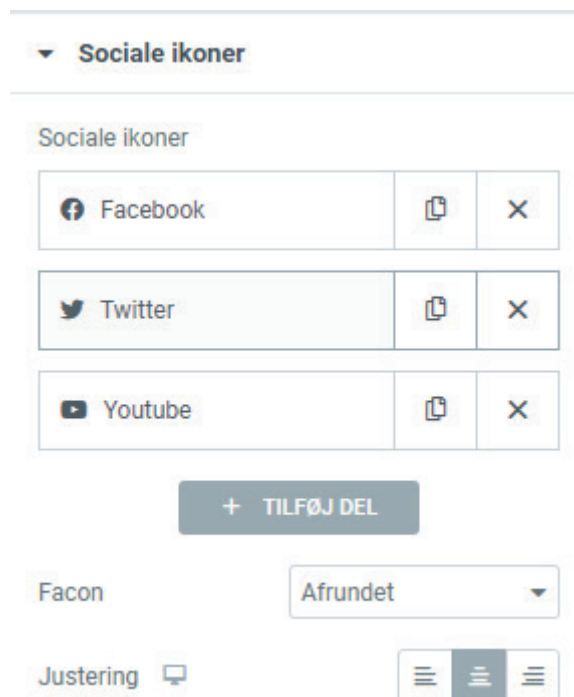 Sociale ikoner
Sociale ikoner
Facebook
Twitter
Youtube
+ TILFØJ DEL
Facon Afrundet
Justering